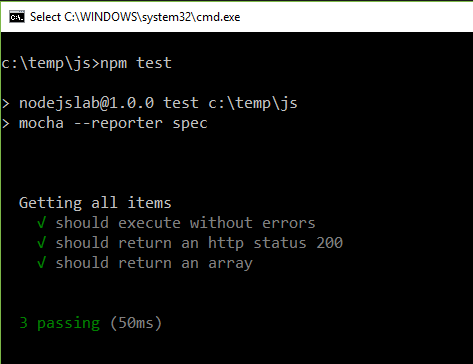 Select C:\WINDOWS\system32\cmd.exe
c:\temp\js>npm test
> nodejslab@1.0.0 test c:\temp\js
> mocha --reporter spec
Getting all items
√ should execute without errors
√ should return an http status 200
√ should return an array
3 passing (50ms)